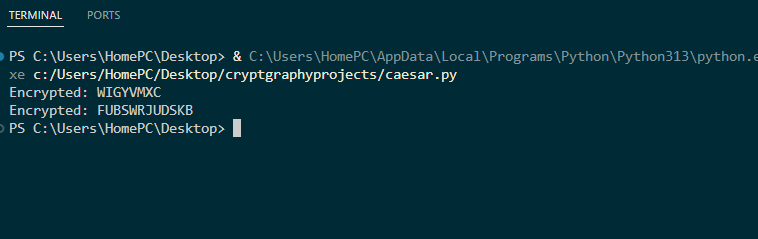 TERMINAL PORTS
PS C:\Users\HomePC\Desktop> & C:\Users\HomePC\AppData\Local\Programs\Python\Python313\python.e
xe c:/Users/HomePC/Desktop/cryptgraphyprojects/caesar.py
Encrypted: WIGYVMXC
Encrypted: FUBSWRJUDSKB
PS C:\Users\HomePC\Desktop>